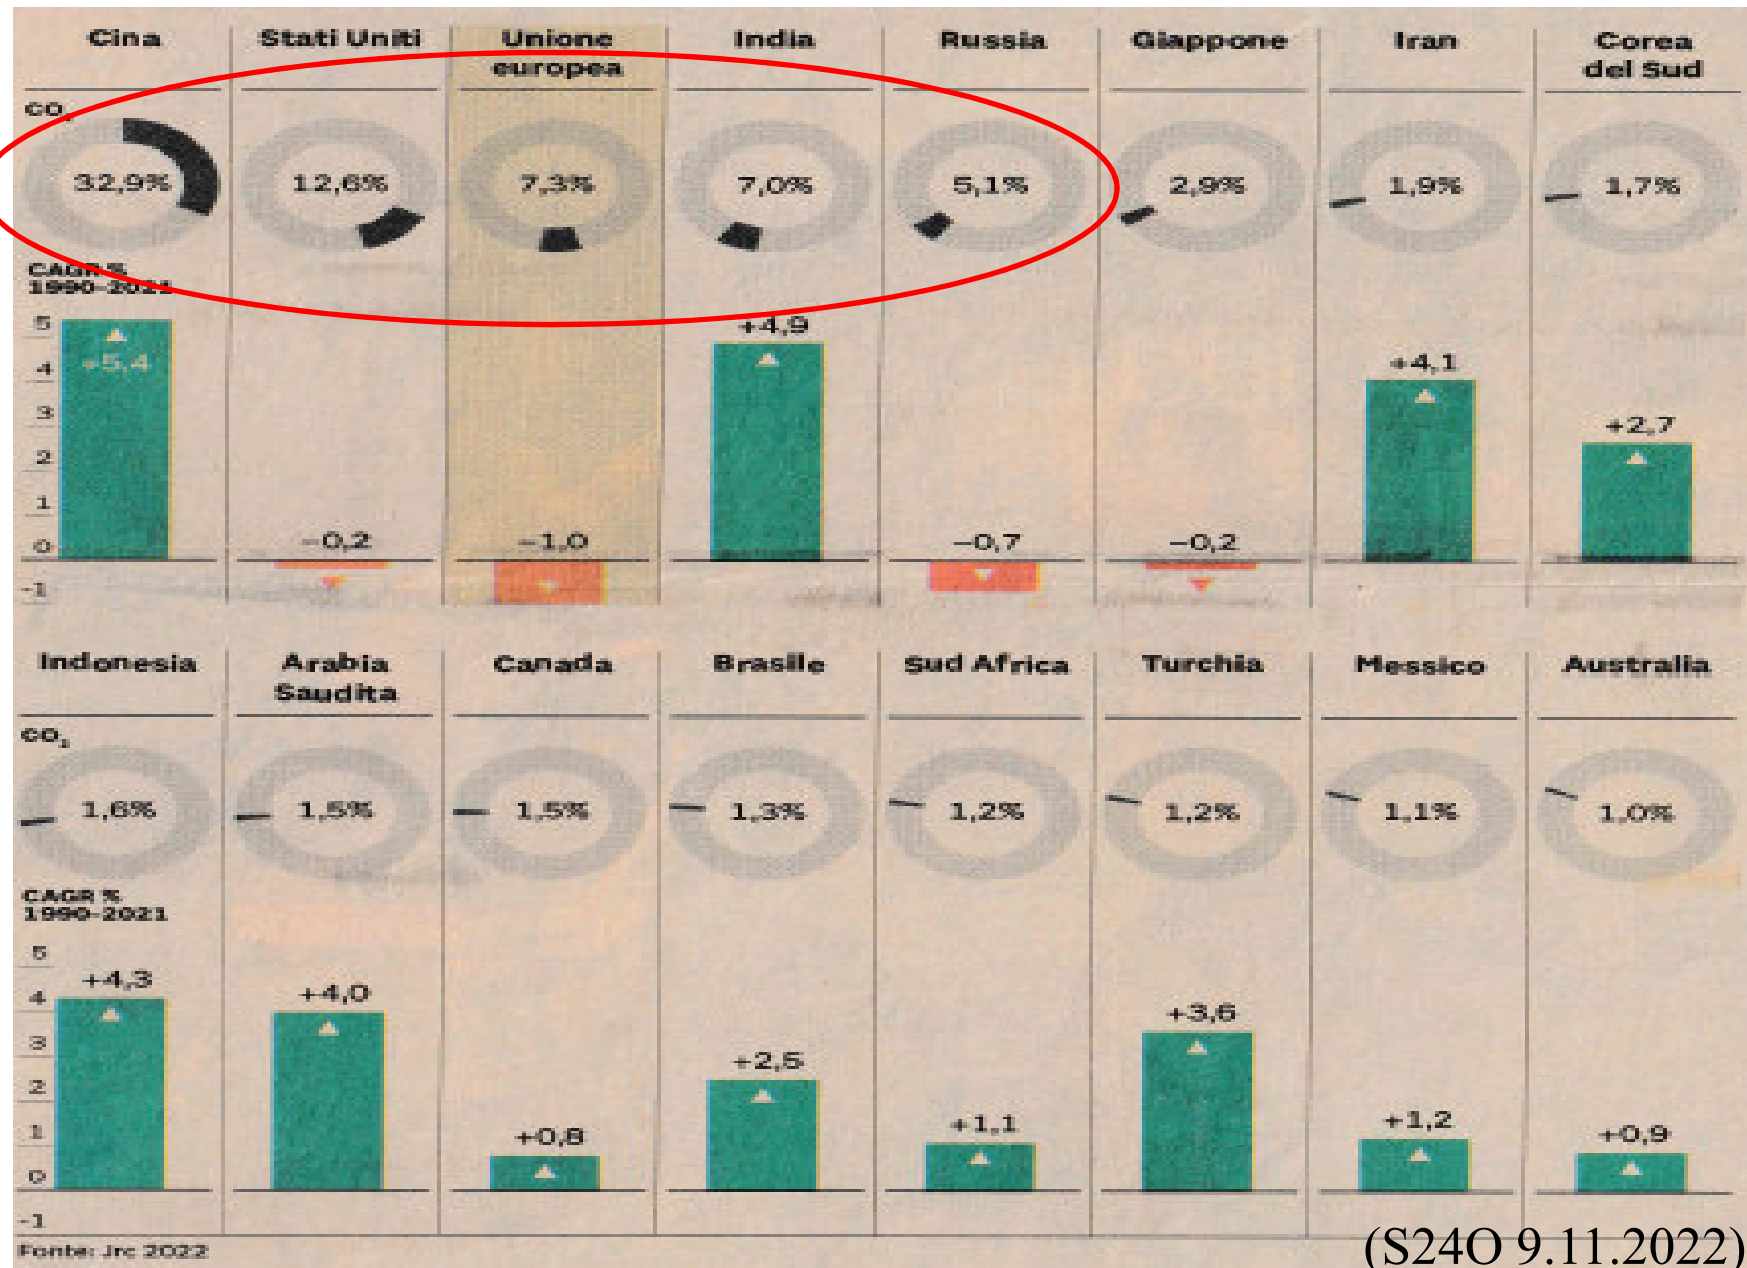 Cina Stati Uniti Unione India Russia Giappone Iran Corea
europea del Sud
CO₂
32,9% 12,6% 7,3% 7,0% 5,1% 2,9% 1,9% 1,7%
CAGR %
1990-2021
5 +4,9
+5,4 +4,1
4
3 +2,7
2
1
0 −0,2 −1,0 −0,7 −0,2
-1
Indonesia Arabia Canada Brasile Sud Africa Turchia Messico Australia
Saudita
CO₂
1,6% 1,5% 1,5% 1,3% 1,2% 1,2% 1,1% 1,0%
CAGR %
1990-2021
5
+4,3 +4,0
4 +3,6
3
+2,5
2
1 +0,8 +1,1 +1,2 +0,9
0
-1
Fonte: Jrc 2022
(S24O 9.11.2022)